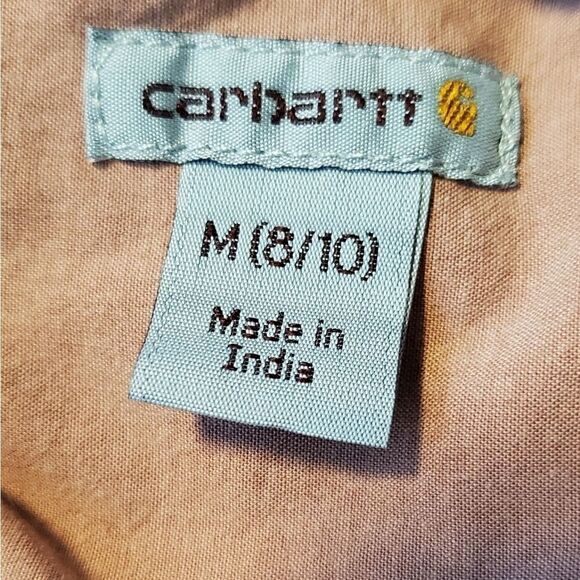 carhartt
M (8/10)
Made in
India